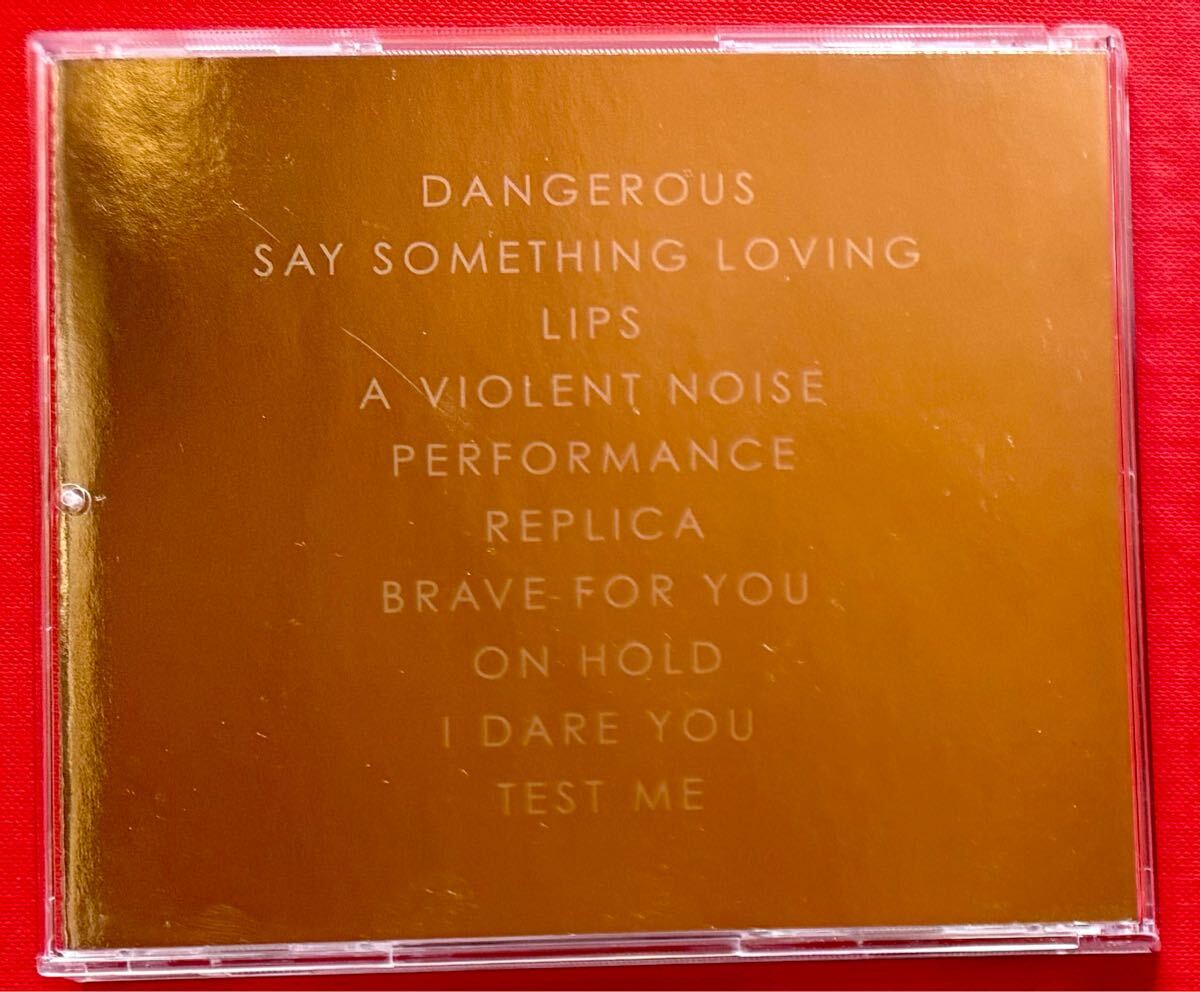 DANGEROUS
SAY SOMETHING LOVING
LIPS
A VIOLENT NOISE
PERFORMANCE
REPLICA
BRAVE FOR YOU
ON HOLD
I DARE YOU
TEST ME